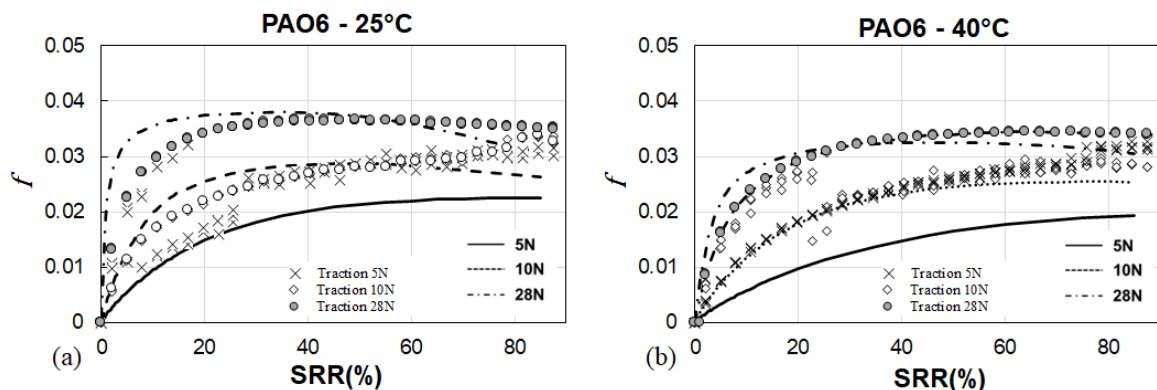 PAO6 - 25°C
0.05
0.04
0.03
0.02
0.01
0
f
0 20 40 60 80
SRR(%)
(a)
Traction 5N
Traction 10N
Traction 28N
5N
10N
28N
PAO6 - 40°C
0.05
0.04
0.03
0.02
0.01
0
f
0 20 40 60 80
SRR(%)
(b)
Traction 5N
Traction 10N
Traction 28N
5N
10N
28N